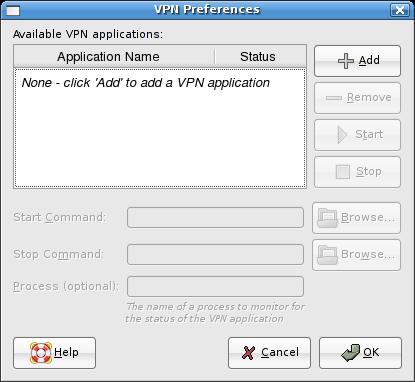 VPN Preferences
Available VPN applications:
Application Name Status
None - click 'Add' to add a VPN application
Add
Remove
Start
Stop
Start Command: Browse...
Stop Command: Browse...
Process (optional):
The name of a process to monitor for
the status of the VPN application
Help Cancel OK